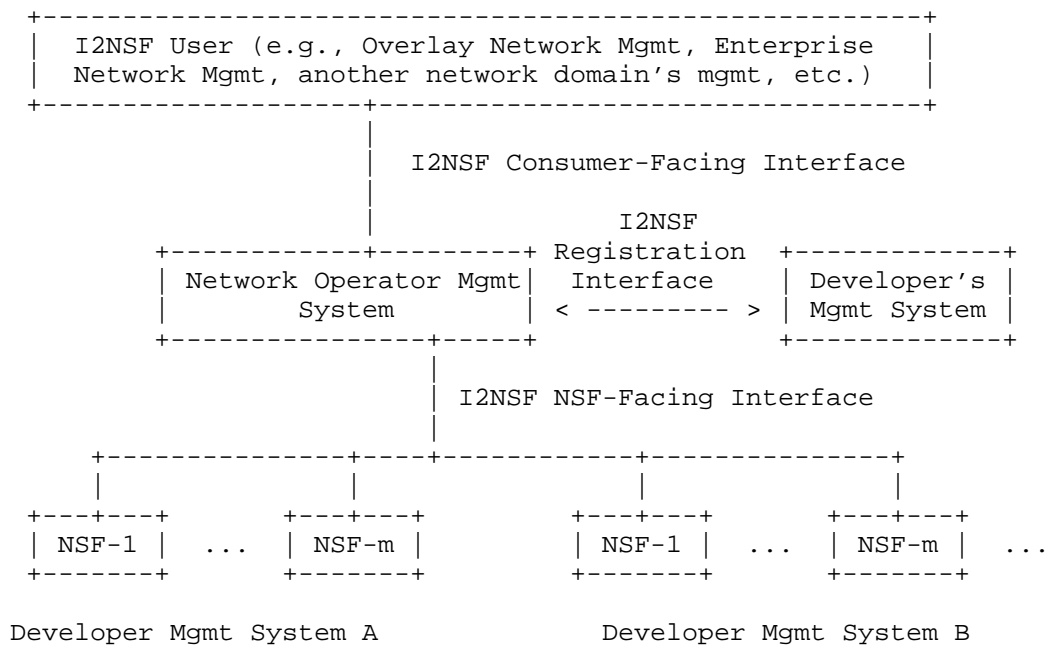 I2NSF User (e.g., Overlay Network Mgmt, Enterprise
Network Mgmt, another network domain's mgmt, etc.)
I2NSF Consumer-Facing Interface
I2NSF
Registration
Network Operator Mgmt Interface Developer's
System < --------- > Mgmt System
I2NSF NSF-Facing Interface
NSF-1 ... NSF-m NSF-1 ... NSF-m ...
Developer Mgmt System A Developer Mgmt System B